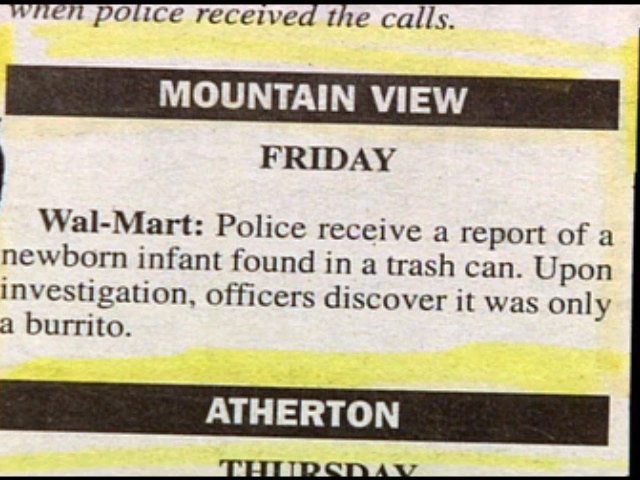 when police received the calls.
MOUNTAIN VIEW
FRIDAY
Wal-Mart: Police receive a report of a
newborn infant found in a trash can. Upon
investigation, officers discover it was only
a burrito.
ATHERTON
THURSDAY